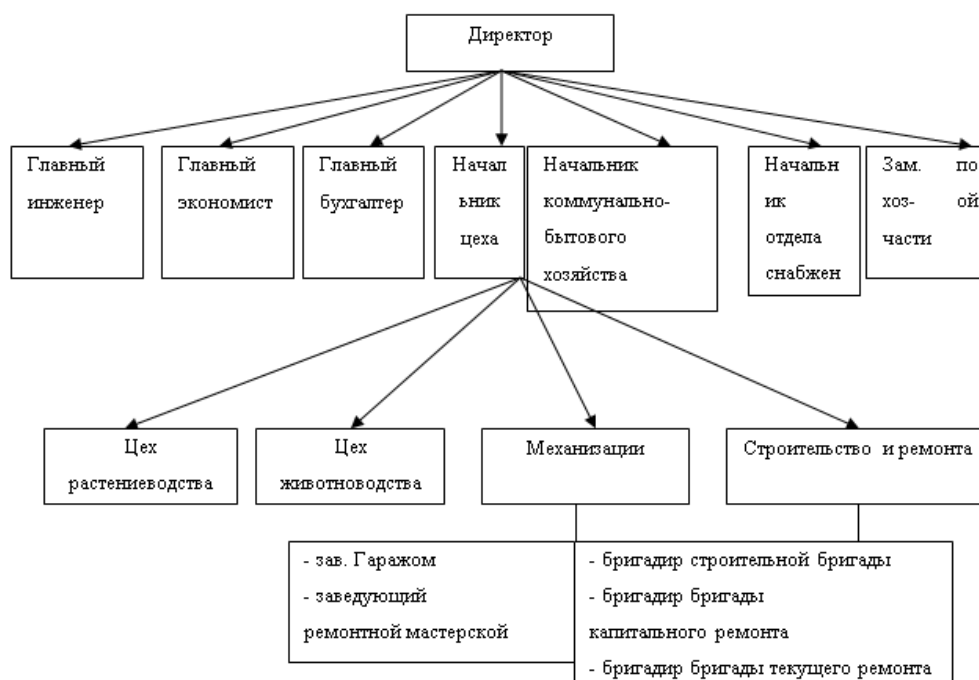 Директор
Главный
инженер
Главный
экономист
Главный
бухгалтер
Начал
ьник
цеха
Начальник
коммунально-
бытового
хозяйства
Начальн
ик
отдела
снабжен
Зам. по
хоз- ой
части
Цех
растениеводства
Цех
животноводства
Механизации
Строительство и ремонта
- зав. Гаражом
- заведующий
ремонтной мастерской
- бригадир строительной бригады
- бригадир бригады
капитального ремонта
- бригадир бригады текущего ремонта